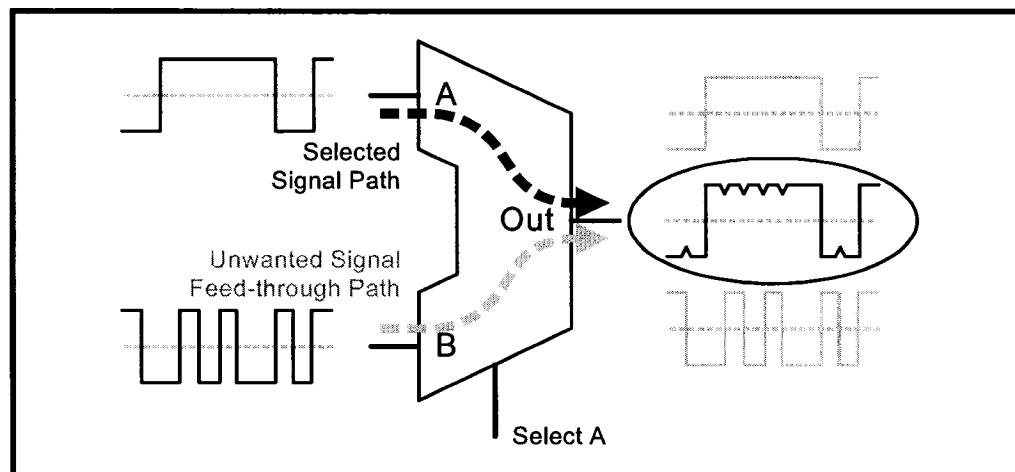 A
Selected
Signal Path
Out
Unwanted Signal
Feed-through Path
B
Select A